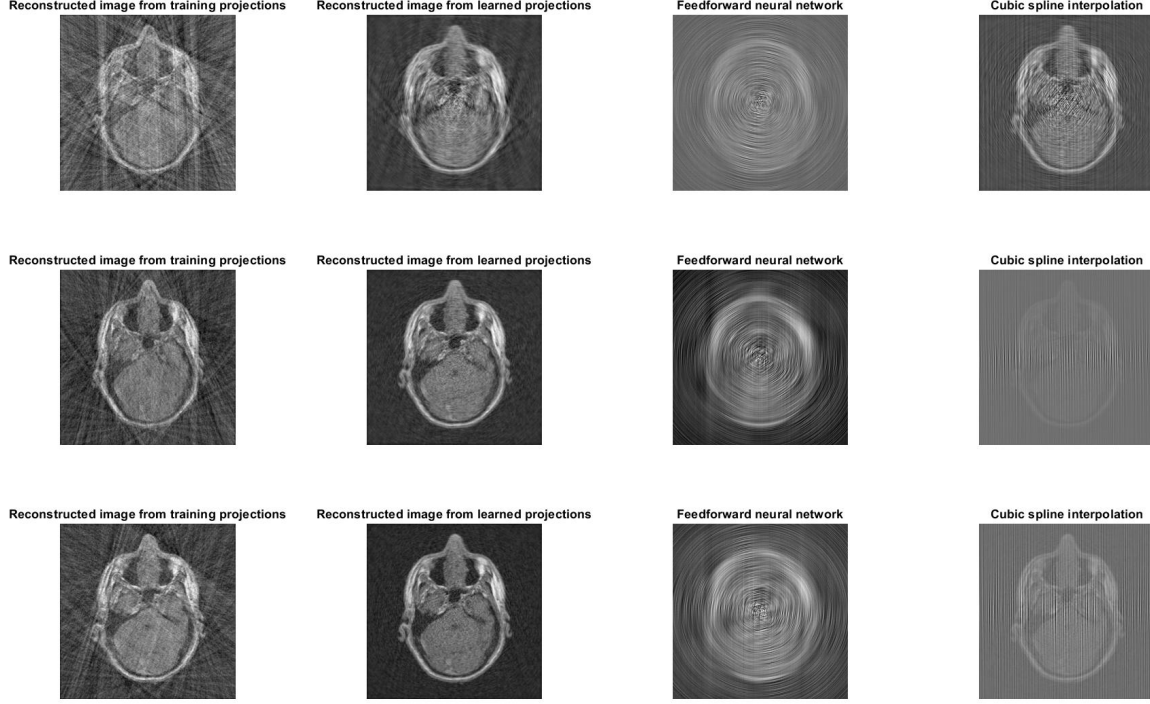 Reconstructed image from training projections
Reconstructed image from learned projections
Feedforward neural network
Cubic spline interpolation
Reconstructed image from training projections
Reconstructed image from learned projections
Feedforward neural network
Cubic spline interpolation
Reconstructed image from training projections
Reconstructed image from learned projections
Feedforward neural network
Cubic spline interpolation